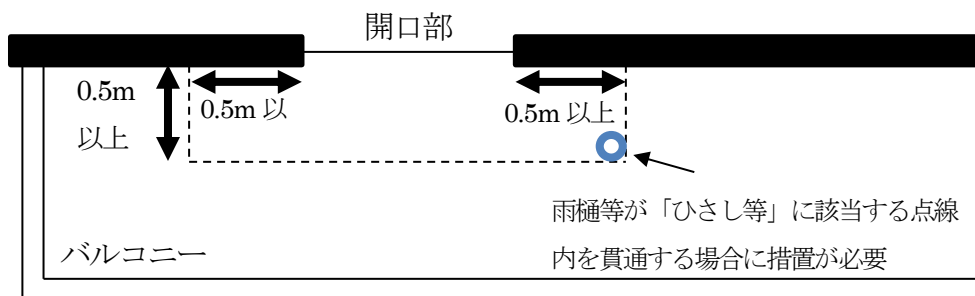 開口部
0.5m
以上
0.5m 以
0.5m 以上
雨樋等が「ひさし等」に該当する点線
内を貫通する場合に措置が必要
バルコニー